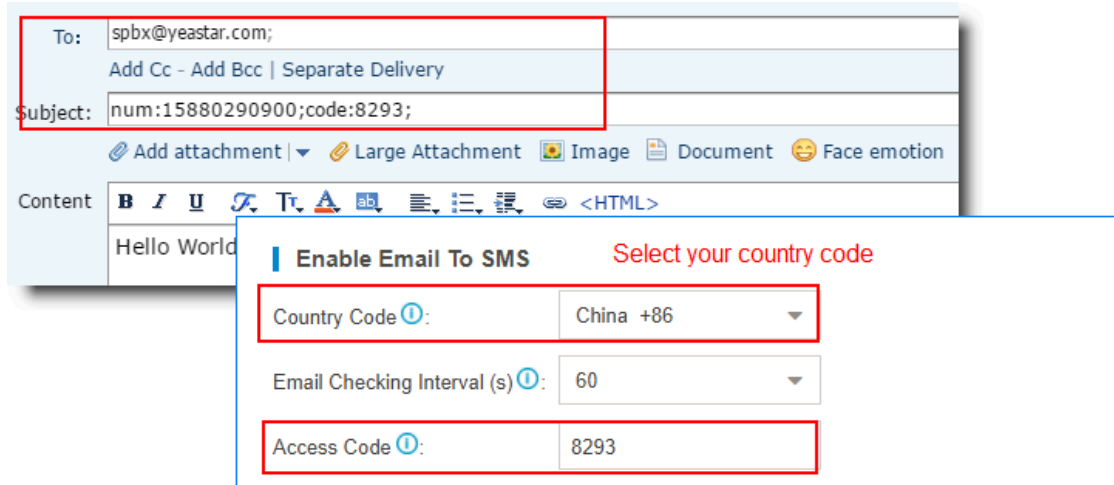 To: spbx@yeastar.com;
Add Cc - Add Bcc | Separate Delivery
Subject: num:15880290900;code:8293;
Add attachment | Large Attachment Image Document Face emotion
Content B I U F Tт A ab <HTML>
Hello World
Enable Email To SMS Select your country code
Country Code i: China +86
Email Checking Interval (s) i: 60
Access Code i: 8293